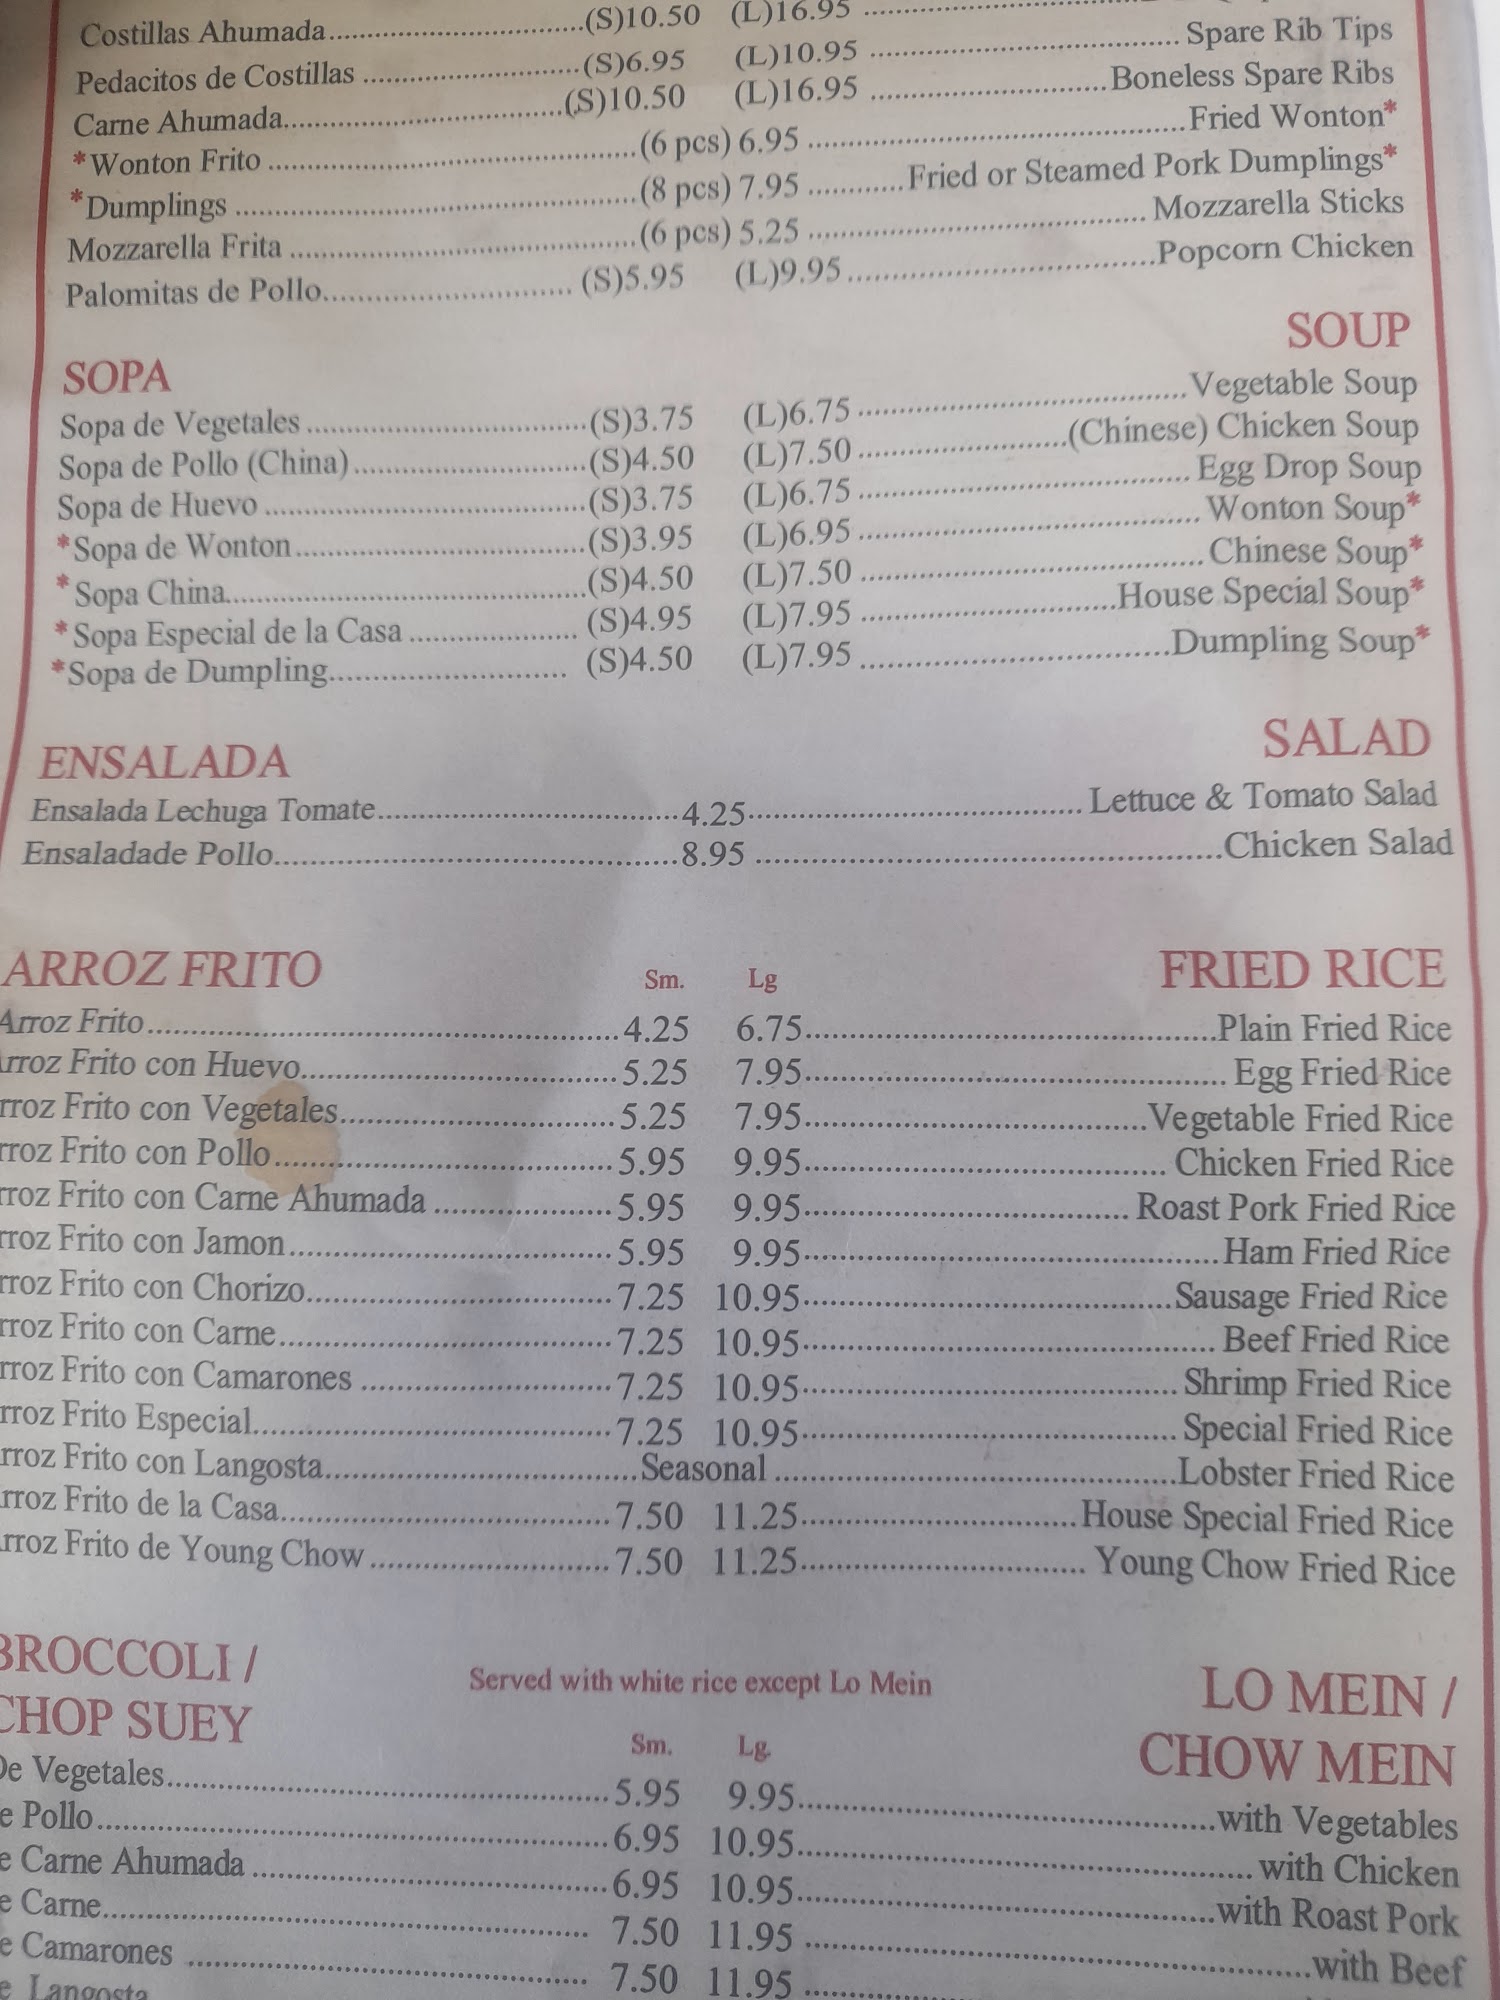 Costillas Ahumada (S)10.50 (L)16.95
Pedacitos de Costillas (S)6.95 (L)10.95 Spare Rib Tips
Carne Ahumada (S)10.50 (L)16.95 Boneless Spare Ribs
*Wonton Frito (6 pcs) 6.95 Fried Wonton*
*Dumplings (8 pcs) 7.95 Fried or Steamed Pork Dumplings*
Mozzarella Frita (6 pcs) 5.25 Mozzarella Sticks
Palomitas de Pollo (S)5.95 (L)9.95 Popcorn Chicken
SOPA SOUP
Sopa de Vegetales (S)3.75 (L)6.75 Vegetable Soup
Sopa de Pollo (China) (S)4.50 (L)7.50 (Chinese) Chicken Soup
Sopa de Huevo (S)3.75 (L)6.75 Egg Drop Soup
*Sopa de Wonton (S)3.95 (L)6.95 Wonton Soup*
*Sopa China (S)4.50 (L)7.50 Chinese Soup*
*Sopa Especial de la Casa (S)4.95 (L)7.95 House Special Soup*
*Sopa de Dumpling (S)4.50 (L)7.95 Dumpling Soup*
ENSALADA SALAD
Ensalada Lechuga Tomate 4.25 Lettuce & Tomato Salad
Ensaladade Pollo 8.95 Chicken Salad
ARROZ FRITO Sm. Lg FRIED RICE
Arroz Frito 4.25 6.75 Plain Fried Rice
rroz Frito con Huevo 5.25 7.95 Egg Fried Rice
rroz Frito con Vegetales 5.25 7.95 Vegetable Fried Rice
rroz Frito con Pollo 5.95 9.95 Chicken Fried Rice
rroz Frito con Carne Ahumada 5.95 9.95 Roast Pork Fried Rice
rroz Frito con Jamon 5.95 9.95 Ham Fried Rice
rroz Frito con Chorizo 7.25 10.95 Sausage Fried Rice
rroz Frito con Carne 7.25 10.95 Beef Fried Rice
rroz Frito con Camarones 7.25 10.95 Shrimp Fried Rice
rroz Frito Especial 7.25 10.95 Special Fried Rice
rroz Frito con Langosta Seasonal Lobster Fried Rice
rroz Frito de la Casa 7.50 11.25 House Special Fried Rice
rroz Frito de Young Chow 7.50 11.25 Young Chow Fried Rice
BROCCOLI / Served with white rice except Lo Mein LO MEIN /
CHOP SUEY Sm. Lg. CHOW MEIN
De Vegetales 5.95 9.95 with Vegetables
e Pollo 6.95 10.95 with Chicken
e Carne Ahumada 6.95 10.95 with Roast Pork
e Carne 7.50 11.95 with Beef
e Camarones 7.50 11.95
e Langosta